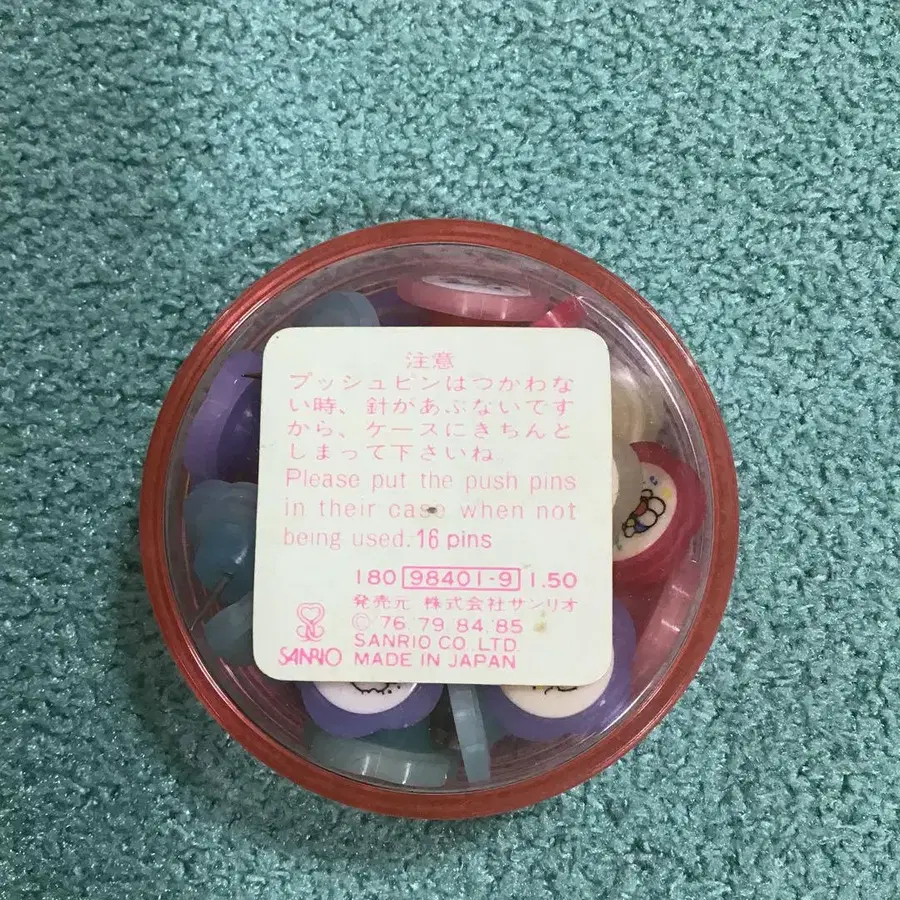 注意
プッシュピンはつかわな
い時、針があぶないです
から、ケースにきちんと
しまって下さいね。
Please put the push pins
in their case when not
being used. 16 pins
180 98401-9 1.50
発売元 株式会社サンリオ
© '76 '79 '84 '85
SANRIO CO., LTD.
SANRIO MADE IN JAPAN